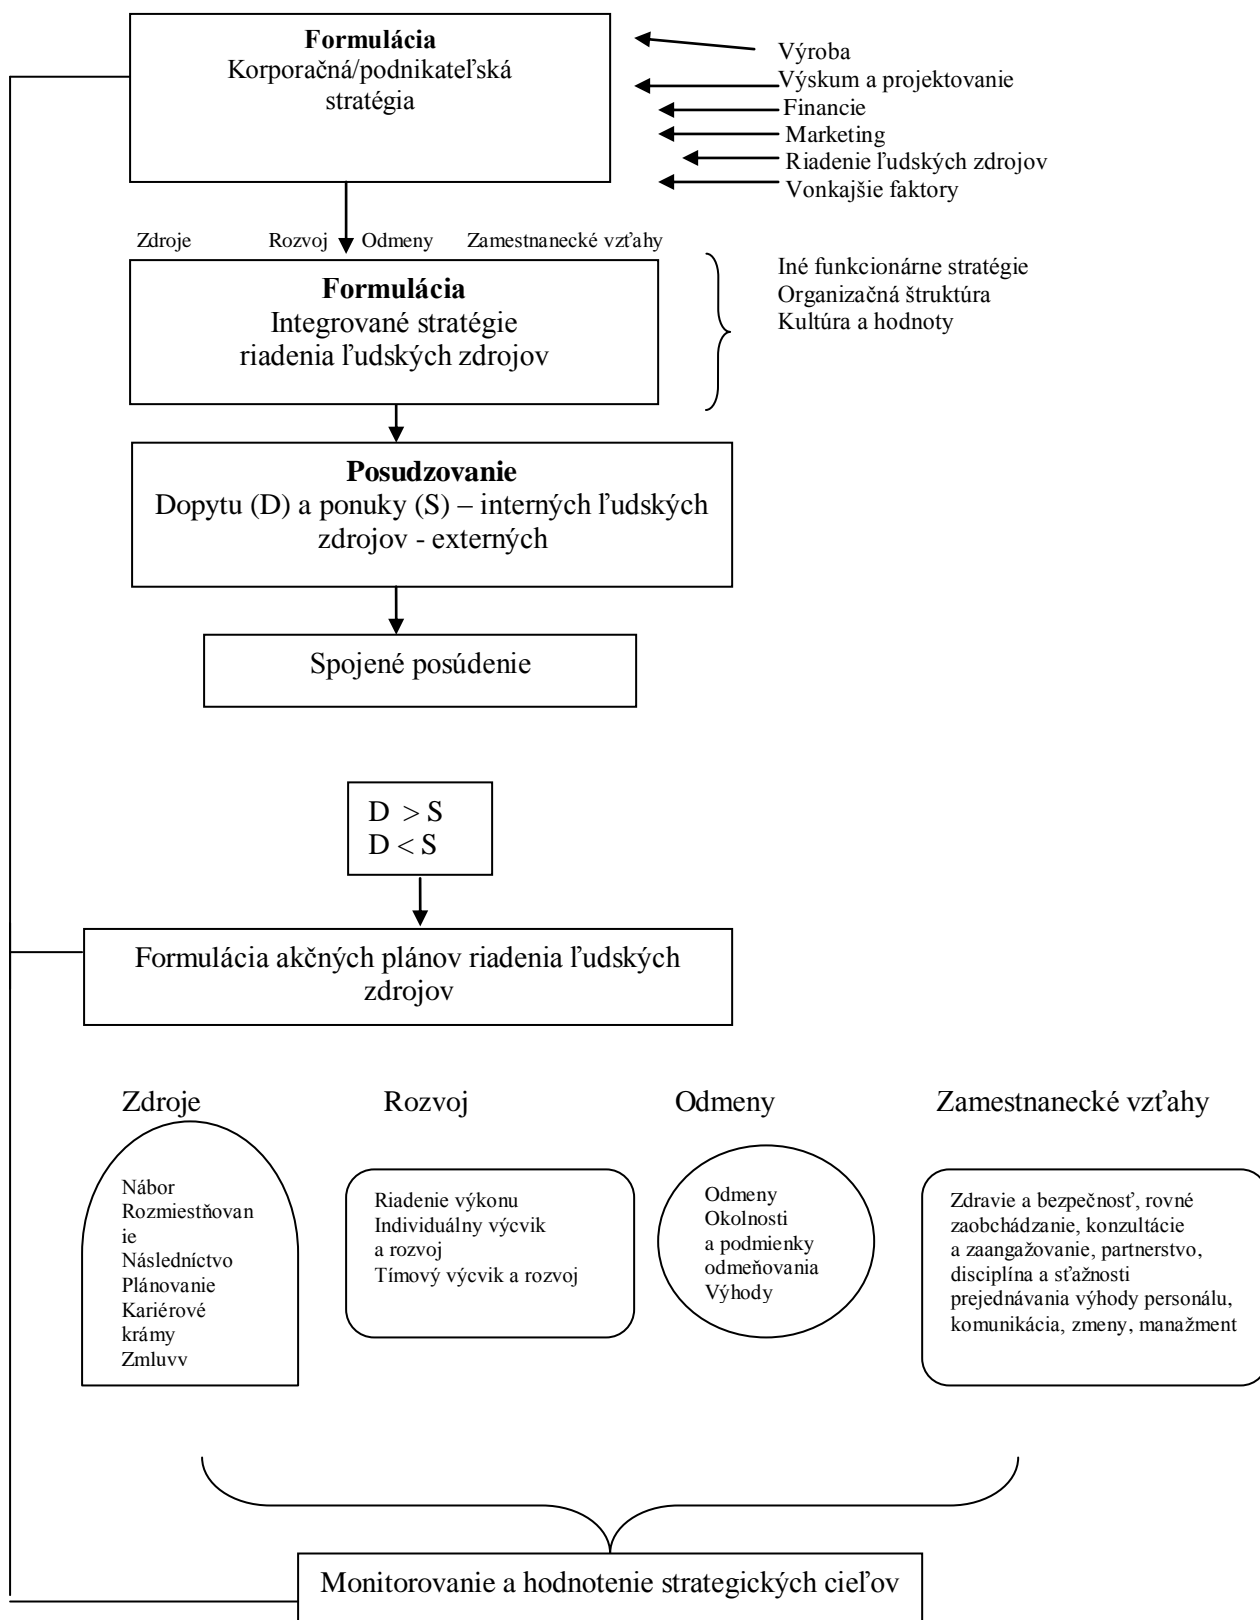 Formulácia
Korporačná/podnikateľská
stratégia
Výroba
Výskum a projektovanie
Financie
Marketing
Riadenie ľudských zdrojov
Vonkajšie faktory
Zdroje Rozvoj Odmeny Zamestnanecké vzťahy
Formulácia
Integrované stratégie
riadenia ľudských zdrojov
Iné funkcionárne stratégie
Organizačná štruktúra
Kultúra a hodnoty
Posudzovanie
Dopytu (D) a ponuky (S) – interných ľudských
zdrojov - externých
Spojené posúdenie
D > S
D < S
Formulácia akčných plánov riadenia ľudských
zdrojov
Zdroje
Rozvoj
Odmeny
Zamestnanecké vzťahy
Nábor
Rozmiestňovan
ie
Následníctvo
Plánovanie
Kariérové
krámy
Zmluvv
Riadenie výkonu
Individuálny výcvik
a rozvoj
Tímový výcvik a rozvoj
Odmeny
Okolnosti
a podmienky
odmeňovania
Výhody
Zdravie a bezpečnosť, rovné
zaobchádzanie, konzultácie
a zaangažovanie, partnerstvo,
disciplína a sťažnosti
prejednávania výhody personálu,
komunikácia, zmeny, manažment
Monitorovanie a hodnotenie strategických cieľov